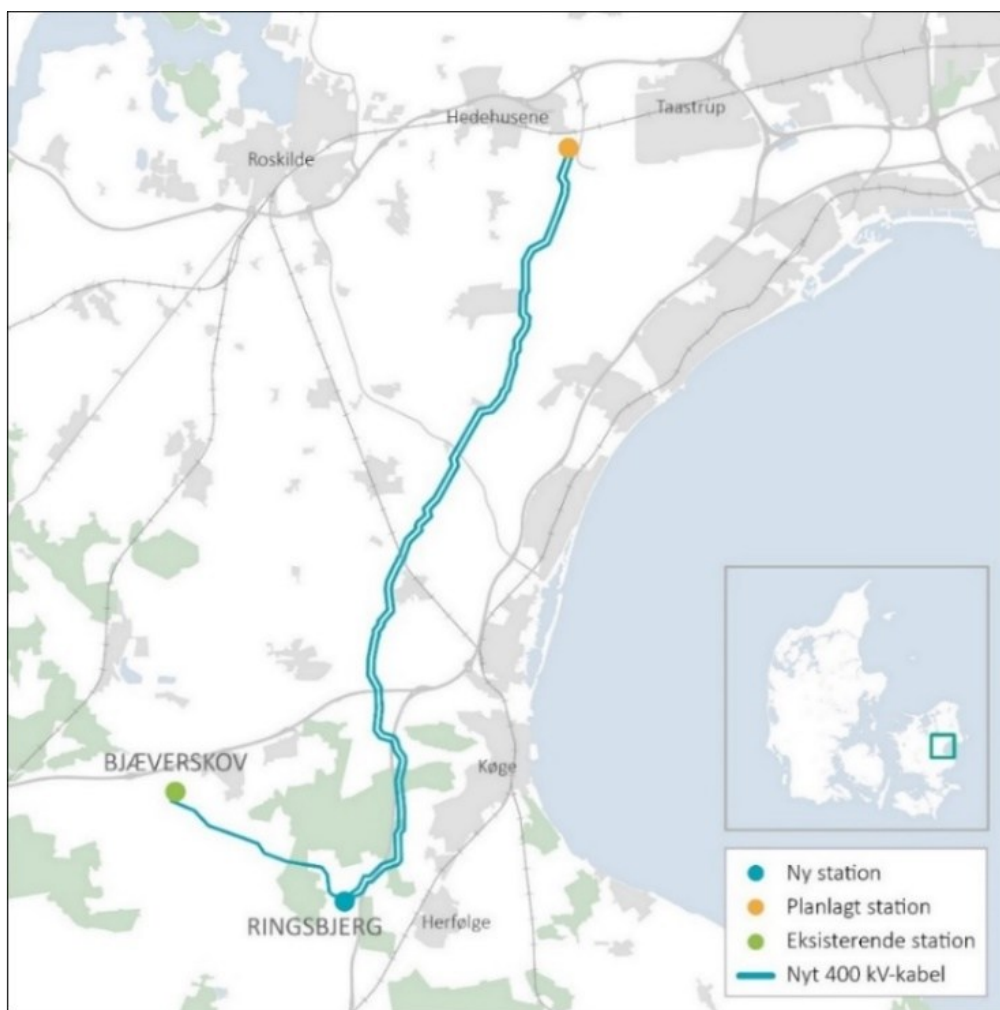 Hedehusene
Taastrup
Roskilde
BJÆVERSKOV
Køge
RINGSBJERG
Herfølge
Ny station
Planlagt station
Eksisterende station
Nyt 400 kV-kabel